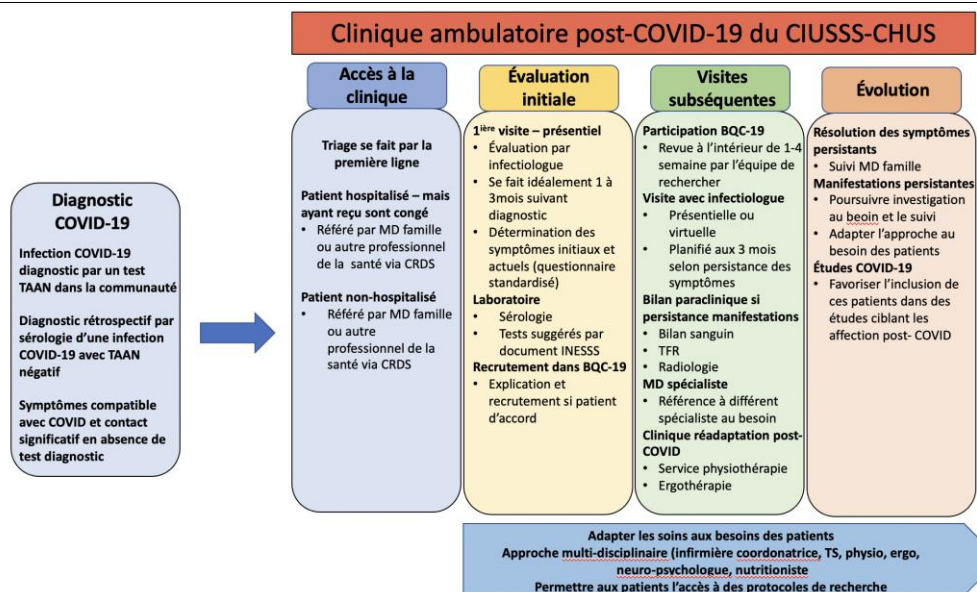 Clinique ambulatoire post-COVID-19 du CIUSSS-CHUS
Diagnostic
COVID-19
Infection COVID-19
diagnostic par un test
TAAN dans la communauté
Diagnostic rétrospectif par
sérologie d'une infection
COVID-19 avec TAAN
négatif
Symptômes compatible
avec COVID et contact
significatif en absence de
test diagnostic
Accès à la
clinique
Triage se fait par la
première ligne
Patient hospitalisé – mais
ayant reçu sont congé
• Référé par MD famille
ou autre professionnel
de la santé via CRDS
Patient non-hospitalisé
• Référé par MD famille
ou autre
professionnel de la
santé via CRDS
Évaluation
initiale
1ière visite – présentiel
• Évaluation par
infectiologue
• Se fait idéalement 1 à
3mois suivant
diagnostic
• Détermination des
symptômes initiaux et
actuels (questionnaire
standardisé)
Laboratoire
• Sérologie
• Tests suggérés par
document INESSS
Recrutement dans BQC-19
• Explication et
recrutement si patient
d'accord
Visites
subséquentes
Participation BQC-19
• Revue à l'intérieur de 1-4
semaine par l'équipe de
rechercher
Visite avec infectiologue
• Présentielle ou
virtuelle
• Planifié aux 3 mois
selon persistance des
symptômes
Bilan paraclinique si
persistance manifestations
• Bilan sanguin
• TFR
• Radiologie
MD spécialiste
• Référence à différent
spécialiste au besoin
Clinique réadaptation post-
COVID
• Service physiothérapie
• Ergothérapie
Évolution
Résolution des symptômes
persistants
• Suivi MD famille
Manifestations persistantes
• Poursuivre investigation
au beoin et le suivi
• Adapter l'approche au
besoin des patients
Études COVID-19
• Favoriser l'inclusion de
ces patients dans des
études ciblant les
affection post- COVID
Adapter les soins aux besoins des patients
Approche multi-disciplinaire (infirmière coordonatrice, TS, physio, ergo,
neuro-psychologue, nutritioniste
Permettre aux patients l'accès à des protocoles de recherche